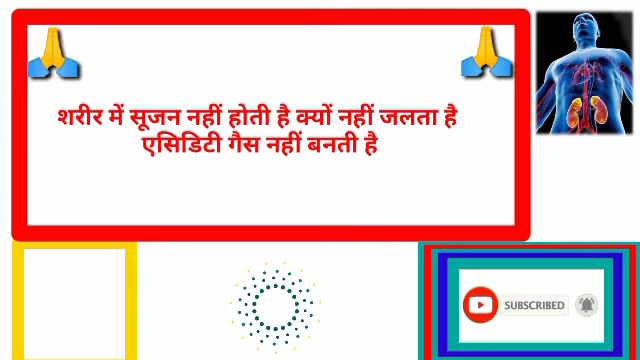 शरीर में सूजन नहीं होती है क्यों नहीं जलता है
एसिडिटी गैस नहीं बनती है
SUBSCRIBED